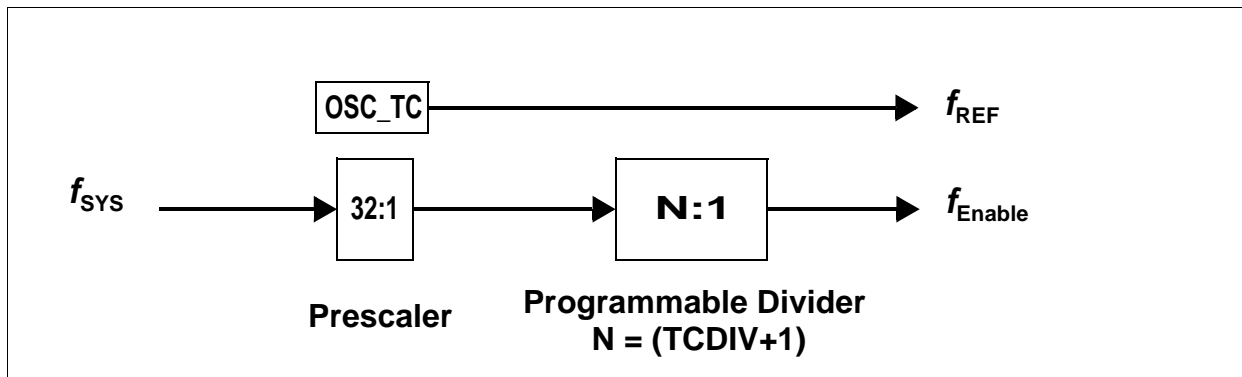 OSC_TC
fREF
fSYS
32:1
N:1
fEnable
Prescaler
Programmable Divider
N = (TCDIV+1)